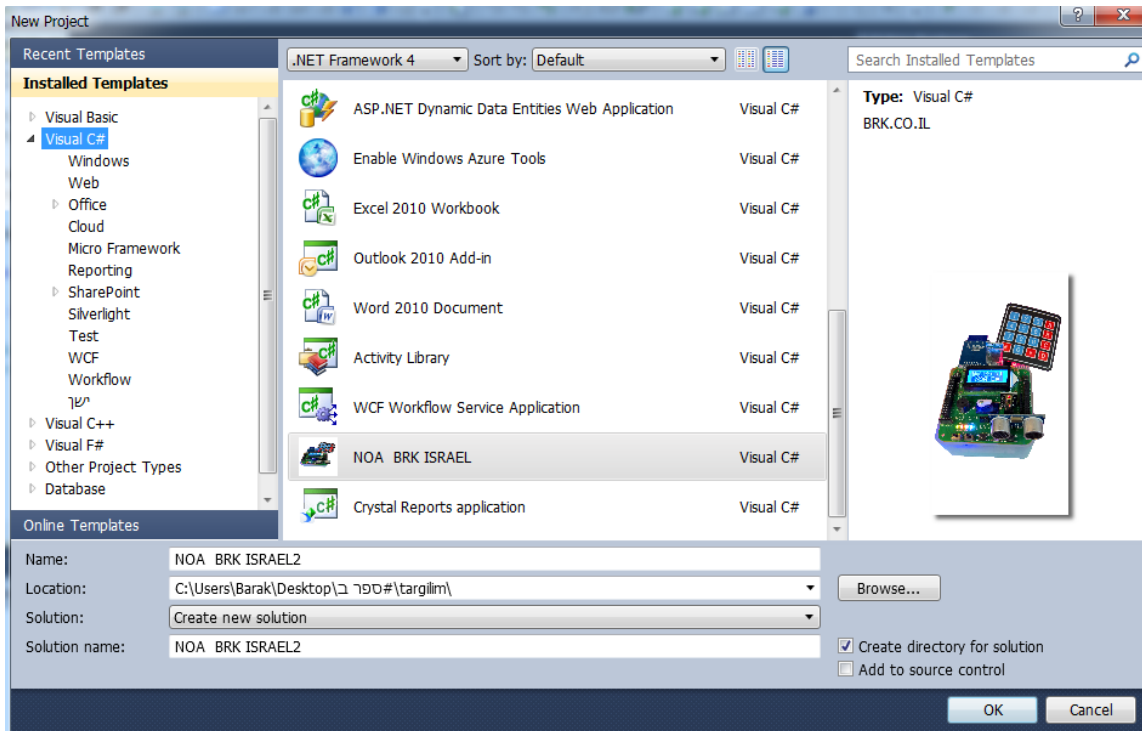 New Project
Recent Templates
Installed Templates
Visual Basic
Visual C#
Windows
Web
Office
Cloud
Micro Framework
Reporting
SharePoint
Silverlight
Test
WCF
Workflow
ישך
Visual C++
Visual F#
Other Project Types
Database
Online Templates
.NET Framework 4 Sort by: Default
ASP.NET Dynamic Data Entities Web Application Visual C#
Enable Windows Azure Tools Visual C#
Excel 2010 Workbook Visual C#
Outlook 2010 Add-in Visual C#
Word 2010 Document Visual C#
Activity Library Visual C#
WCF Workflow Service Application Visual C#
NOA BRK ISRAEL Visual C#
Crystal Reports application Visual C#
Search Installed Templates
Type: Visual C#
BRK.CO.IL
Name: NOA BRK ISRAEL2
Location: C:\Users\Barak\Desktop\ספר ב#\targilim\
Browse...
Solution: Create new solution
Solution name: NOA BRK ISRAEL2
Create directory for solution
Add to source control
OK Cancel